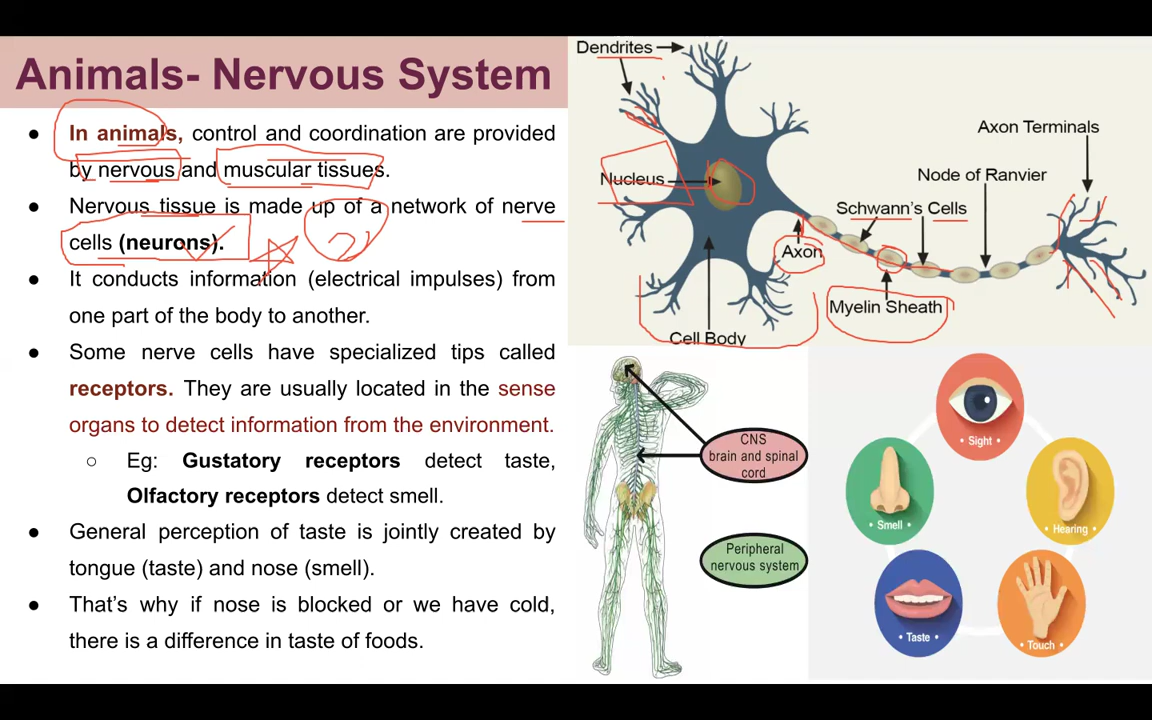 Animals- Nervous System
● In animals, control and coordination are provided
by nervous and muscular tissues.
● Nervous tissue is made up of a network of nerve
cells (neurons).
● It conducts information (electrical impulses) from
one part of the body to another.
● Some nerve cells have specialized tips called
receptors. They are usually located in the sense
organs to detect information from the environment.
○ Eg: Gustatory receptors detect taste,
Olfactory receptors detect smell.
● General perception of taste is jointly created by
tongue (taste) and nose (smell).
● That's why if nose is blocked or we have cold,
there is a difference in taste of foods.
Dendrites
Axon Terminals
Node of Ranvier
Nucleus
Schwann's Cells
Axon
Myelin Sheath
Cell Body
CNS
brain and spinal
cord
Peripheral
nervous system
• Sight •
• Smell •
• Hearing •
• Taste •
• Touch •